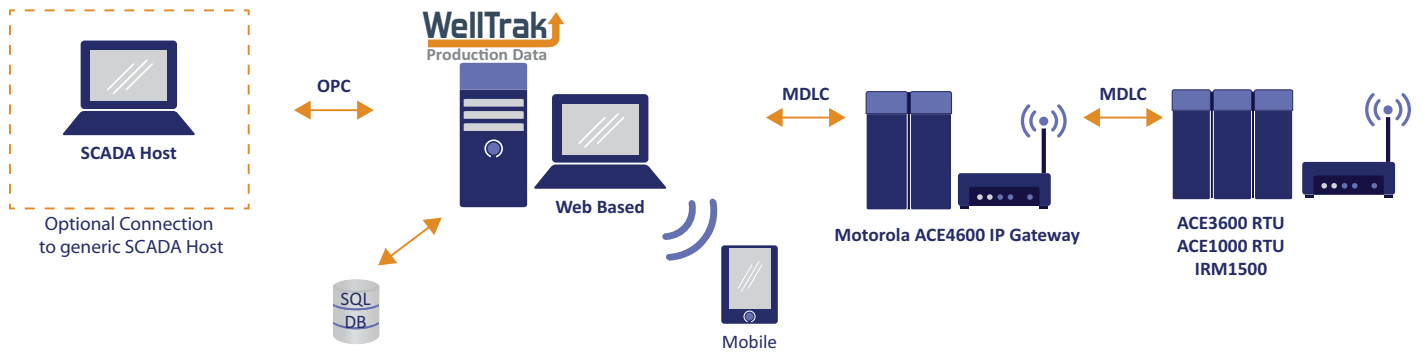 WellTrak
Production Data
OPC
MDLC
MDLC
SCADA Host
Web Based
Optional Connection
to generic SCADA Host
Motorola ACE4600 IP Gateway
ACE3600 RTU
ACE1000 RTU
IRM1500
SQL
DB
Mobile